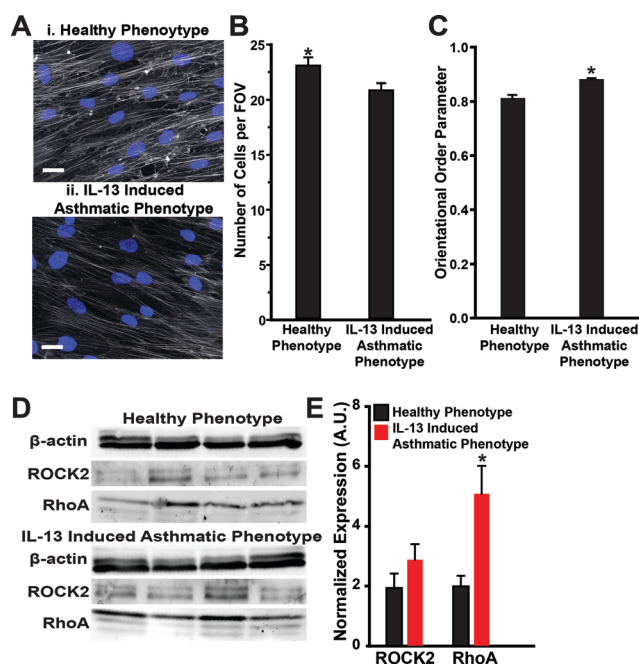 A
i. Healthy Phenoytype
ii. IL-13 Induced
Asthmatic Phenotype
B
Number of Cells per FOV
25
20
15
10
5
0
*
Healthy
Phenotype
IL-13 Induced
Asthmatic
Phenotype
C
Orientational Order Parameter
1.0
0.8
0.6
0.4
0.2
0.0
*
Healthy
Phenotype
IL-13 Induced
Asthmatic
Phenotype
D
Healthy Phenotype
β-actin
ROCK2
RhoA
IL-13 Induced Asthmatic Phenotype
β-actin
ROCK2
RhoA
E
Normalized Expression (A.U.)
8
6
4
2
0
Healthy Phenotype
IL-13 Induced
Asthmatic Phenotype
*
ROCK2
RhoA